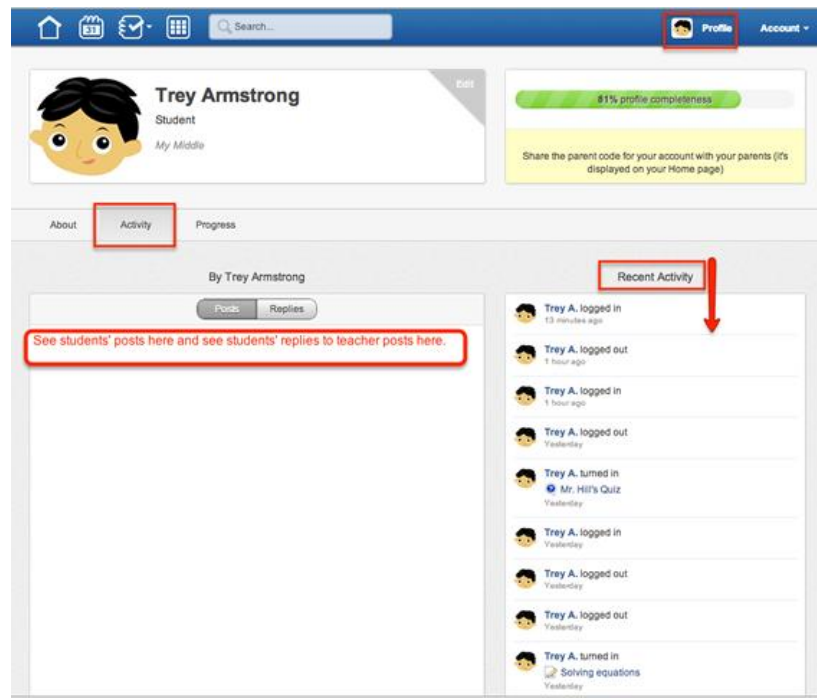 31
Search...
Profile
Account
Trey Armstrong
Student
My Middle
Edit
81% profile completeness
Share the parent code for your account with your parents (it's
displayed on your Home page)
About
Activity
Progress
By Trey Armstrong
Posts
Replies
See students' posts here and see students' replies to teacher posts here.
Recent Activity
Trey A. logged in
13 minutes ago
Trey A. logged out
1 hour ago
Trey A. logged in
1 hour ago
Trey A. logged out
Yesterday
Trey A. turned in
Mr. Hill's Quiz
Yesterday
Trey A. logged in
Yesterday
Trey A. logged out
Yesterday
Trey A. logged out
Yesterday
Trey A. turned in
Solving equations
Yesterday